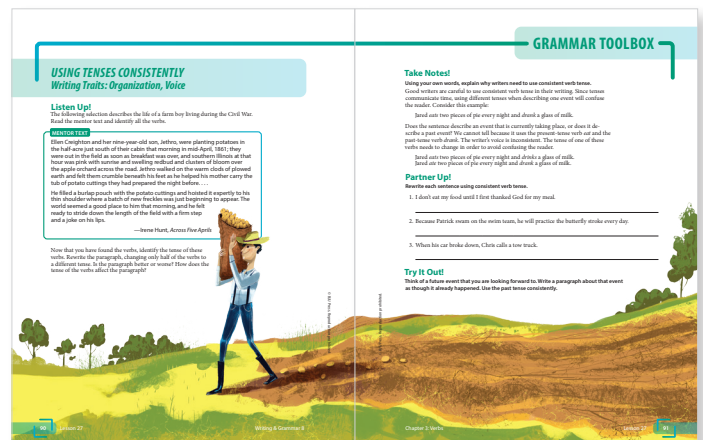 GRAMMAR TOOLBOX
USING TENSES CONSISTENTLY
Writing Traits: Organization, Voice
Listen Up!
The following selection describes the life of a farm boy living during the Civil War.
Read the mentor text and identify all the verbs.
MENTOR TEXT
Ellen Creighton and her nine-year-old son, Jethro, were planting potatoes in
the half-acre just south of their cabin that morning in mid-April, 1861; they
were out in the field as soon as breakfast was over, and southern Illinois at that
hour was pink with sunrise and swelling redbud and clusters of bloom over
the apple orchard across the road. Jethro walked on the warm clods of plowed
earth and felt them crumble beneath his feet as he helped his mother carry the
tub of potato cuttings they had prepared the night before. . . .
He filled a burlap pouch with the potato cuttings and hoisted it expertly to his
thin shoulder where a batch of new freckles was just beginning to appear. The
world seemed a good place to him that morning, and he felt
ready to stride down the length of the field with a firm step
and a joke on his lips.
—Irene Hunt, Across Five Aprils
Now that you have found the verbs, identify the tense of these
verbs. Rewrite the paragraph, changing only half of the verbs to
a different tense. Is the paragraph better or worse? How does the
tense of the verbs affect the paragraph?
90
Lesson 37
Writing & Grammar 8
Take Notes!
Using your own words, explain why writers need to use consistent verb tense.
Good writers are careful to use consistent verb tense in their writing. Since tenses
communicate time, using different tenses when describing one event will confuse
the reader. Consider this example:
Jared eats two pieces of pie every night and drank a glass of milk.
Does the sentence describe an event that is currently taking place, or does it de-
scribe a past event? We cannot tell because it uses the present-tense verb eat and the
past-tense verb drank. The writer's voice is inconsistent. The tense of one of these
verbs needs to change in order to avoid confusing the reader.
Jared eats two pieces of pie every night and drinks a glass of milk.
Jared ate two pieces of pie every night and drank a glass of milk.
Partner Up!
Rewrite each sentence using consistent verb tense.
1. I don't eat my food until I first thanked God for my meal.
2. Because Patrick swam on the swim team, he will practice the butterfly stroke every day.
3. When his car broke down, Chris calls a tow truck.
Try It Out!
Think of a future event that you are looking forward to. Write a paragraph about that event
as though it already happened. Use the past tense consistently.
Chapter 3: Verbs
Lesson 37
91